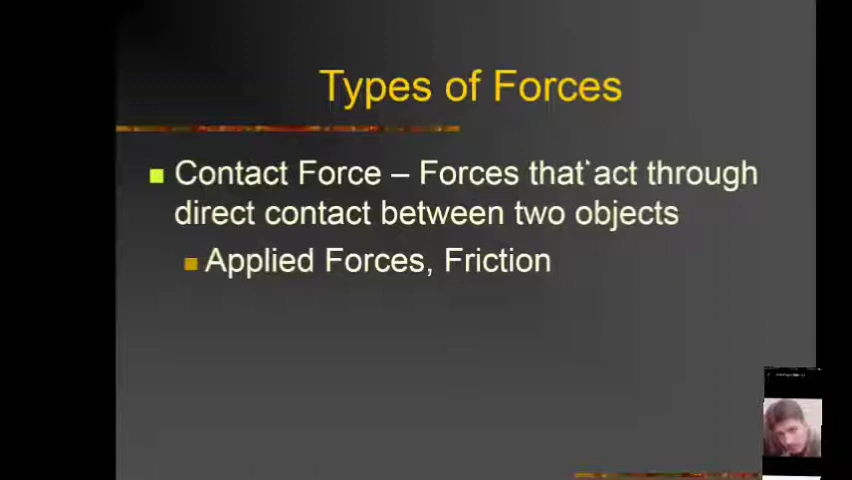 Types of Forces
Contact Force – Forces that act through
direct contact between two objects
Applied Forces, Friction